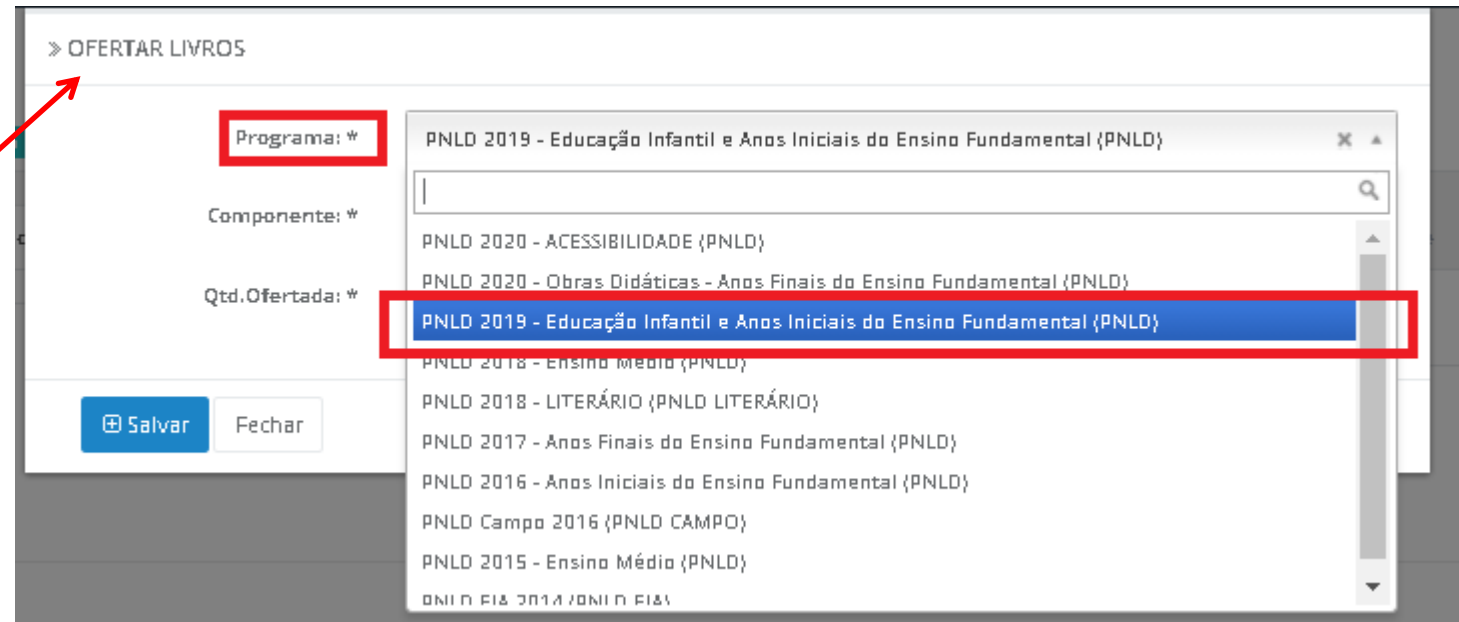 » OFERTAR LIVROS
Programa: *
PNLD 2019 - Educação Infantil e Anos Iniciais do Ensino Fundamental (PNLD)
Componente: *
PNLD 2020 - ACESSIBILIDADE (PNLD)
Qtd.Ofertada: *
PNLD 2020 - Obras Didáticas - Anos Finais do Ensino Fundamental (PNLD)
PNLD 2019 - Educação Infantil e Anos Iniciais do Ensino Fundamental (PNLD)
PNLD 2018 - Ensino Médio (PNLD)
PNLD 2018 - LITERÁRIO (PNLD LITERÁRIO)
Salvar Fechar
PNLD 2017 - Anos Finais do Ensino Fundamental (PNLD)
PNLD 2016 - Anos Iniciais do Ensino Fundamental (PNLD)
PNLD Campo 2016 (PNLD CAMPO)
PNLD 2015 - Ensino Médio (PNLD)